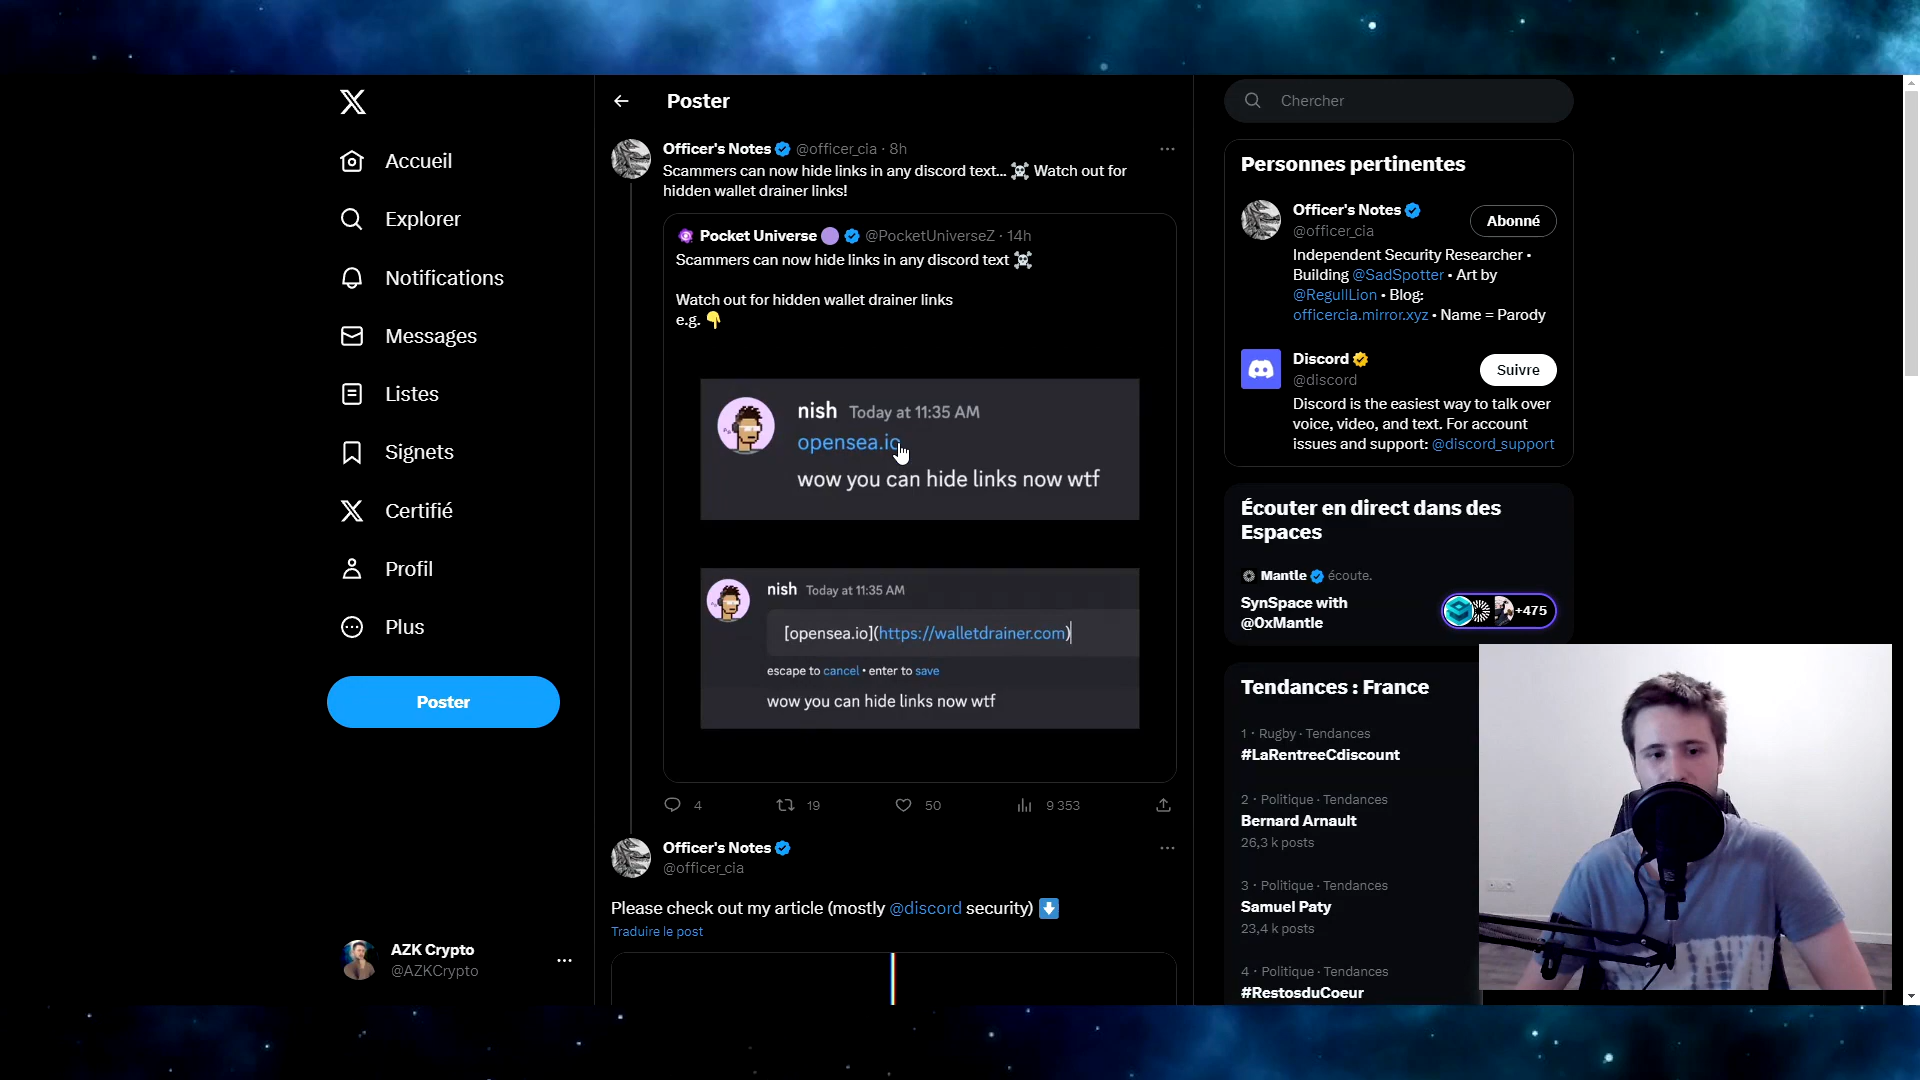 Poster
Chercher
Accueil
Explorer
Notifications
Messages
Listes
Signets
Certifié
Profil
Plus
Poster
AZK Crypto
@AZKCrypto
Officer's Notes @officer_cia · 8h
Scammers can now hide links in any discord text... ☠️ Watch out for
hidden wallet drainer links!
Pocket Universe @PocketUniverseZ · 14h
Scammers can now hide links in any discord text ☠️
Watch out for hidden wallet drainer links
e.g. 👇
nish Today at 11:35 AM
opensea.io
wow you can hide links now wtf
nish Today at 11:35 AM
[opensea.io](https://walletdrainer.com)
escape to cancel • enter to save
wow you can hide links now wtf
4 19 50 9 353
Officer's Notes
@officer_cia
Please check out my article (mostly @discord security) ⬇️
Traduire le post
Personnes pertinentes
Officer's Notes
@officer_cia
Abonné
Independent Security Researcher •
Building @SadSpotter • Art by
@RegullLion • Blog:
officercia.mirror.xyz • Name = Parody
Discord
@discord
Suivre
Discord is the easiest way to talk over
voice, video, and text. For account
issues and support: @discord_support
Écouter en direct dans des
Espaces
Mantle écoute.
SynSpace with
@0xMantle
+475
Tendances : France
1 · Rugby · Tendances
#LaRentreeCdiscount
2 · Politique · Tendances
Bernard Arnault
26,3 k posts
3 · Politique · Tendances
Samuel Paty
23,4 k posts
4 · Politique · Tendances
#RestosduCoeur